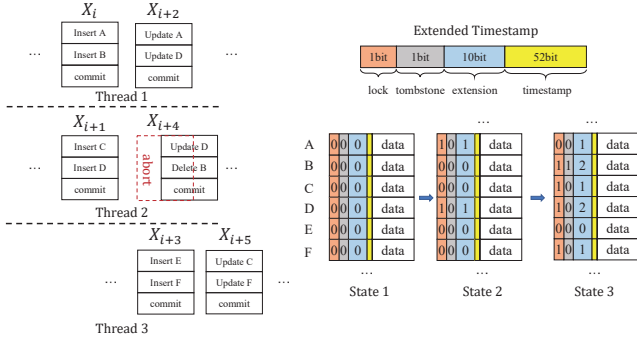 X_i X_{i+2}
... Insert A Update A ...
Insert B Update D
commit commit
Thread 1
X_{i+1} X_{i+4}
... Insert C Update D ...
Insert D Delete B
commit commit
abort
Thread 2
X_{i+3} X_{i+5}
Insert E Update C
... Insert F Update F ...
commit commit
Thread 3
Extended Timestamp
1bit 1bit 10bit 52bit
lock tombstone extension timestamp
... ...
A 0 0 0 data 1 0 1 data 0 0 1 data
B 0 0 0 data 0 0 0 data 1 1 2 data
C 0 0 0 data 0 0 0 data 1 0 1 data
D 0 0 0 data 1 0 1 data 1 0 2 data
E 0 0 0 data 0 0 0 data 0 0 0 data
F 0 0 0 data 0 0 0 data 1 0 1 data
... ... ...
State 1 State 2 State 3